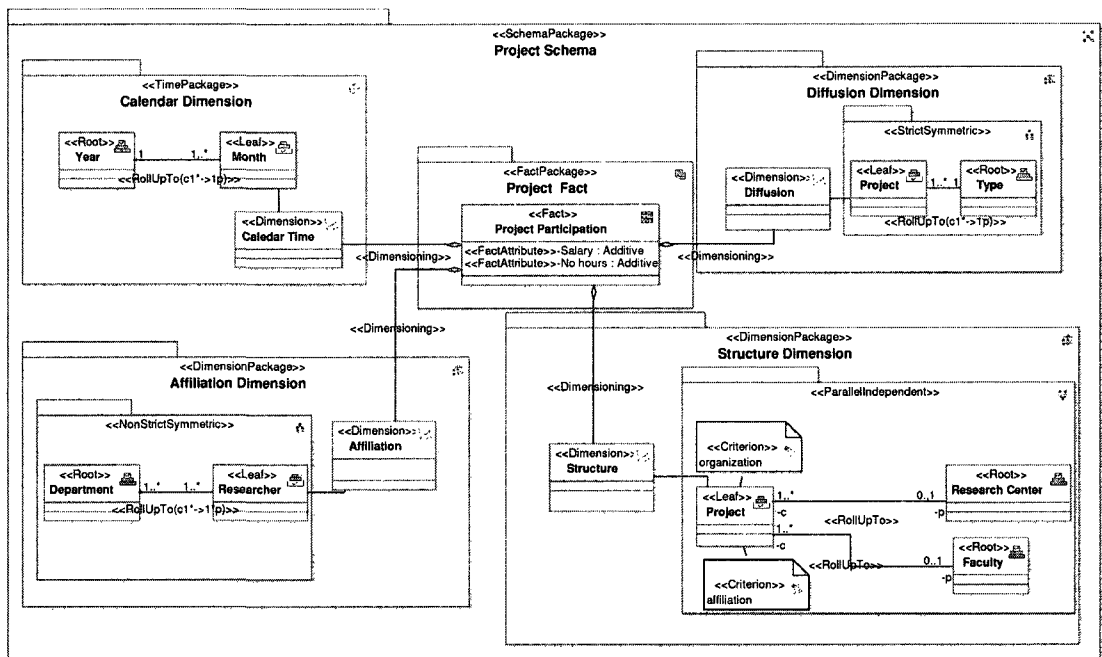 <<SchemaPackage>>
Project Schema
<<TimePackage>>
Calendar Dimension
<<Root>>
Year
1
1..*
<<Leaf>>
Month
<<RollUpTo(c1*->1p)>>
<<Dimension>>
Caledar Time
<<Dimensioning>>
<<FactPackage>>
Project Fact
<<Fact>>
Project Participation
<<FactAttribute>>-Salary : Additive
<<FactAttribute>>-No hours : Additive
<<DimensionPackage>>
Diffusion Dimension
<<StrictSymmetric>>
<<Dimension>>
Diffusion
<<Leaf>>
Project
1..*
1
<<Root>>
Type
<<RollUpTo(c1*->1p)>>
<<Dimensioning>>
<<Dimensioning>>
<<DimensionPackage>>
Affiliation Dimension
<<NonStrictSymmetric>>
<<Root>>
Department
1..*
1..*
<<Leaf>>
Researcher
<<RollUpTo(c1*->1*p)>>
<<Dimension>>
Affiliation
<<Dimensioning>>
<<DimensionPackage>>
Structure Dimension
<<ParallelIndependent>>
<<Criterion>>
organization
<<Dimension>>
Structure
<<Leaf>>
Project
1..*
-c
0..1
-p
<<Root>>
Research Center
<<RollUpTo>>
1..*
-c
<<RollUpTo>>
0..1
-p
<<Root>>
Faculty
<<Criterion>>
affiliation